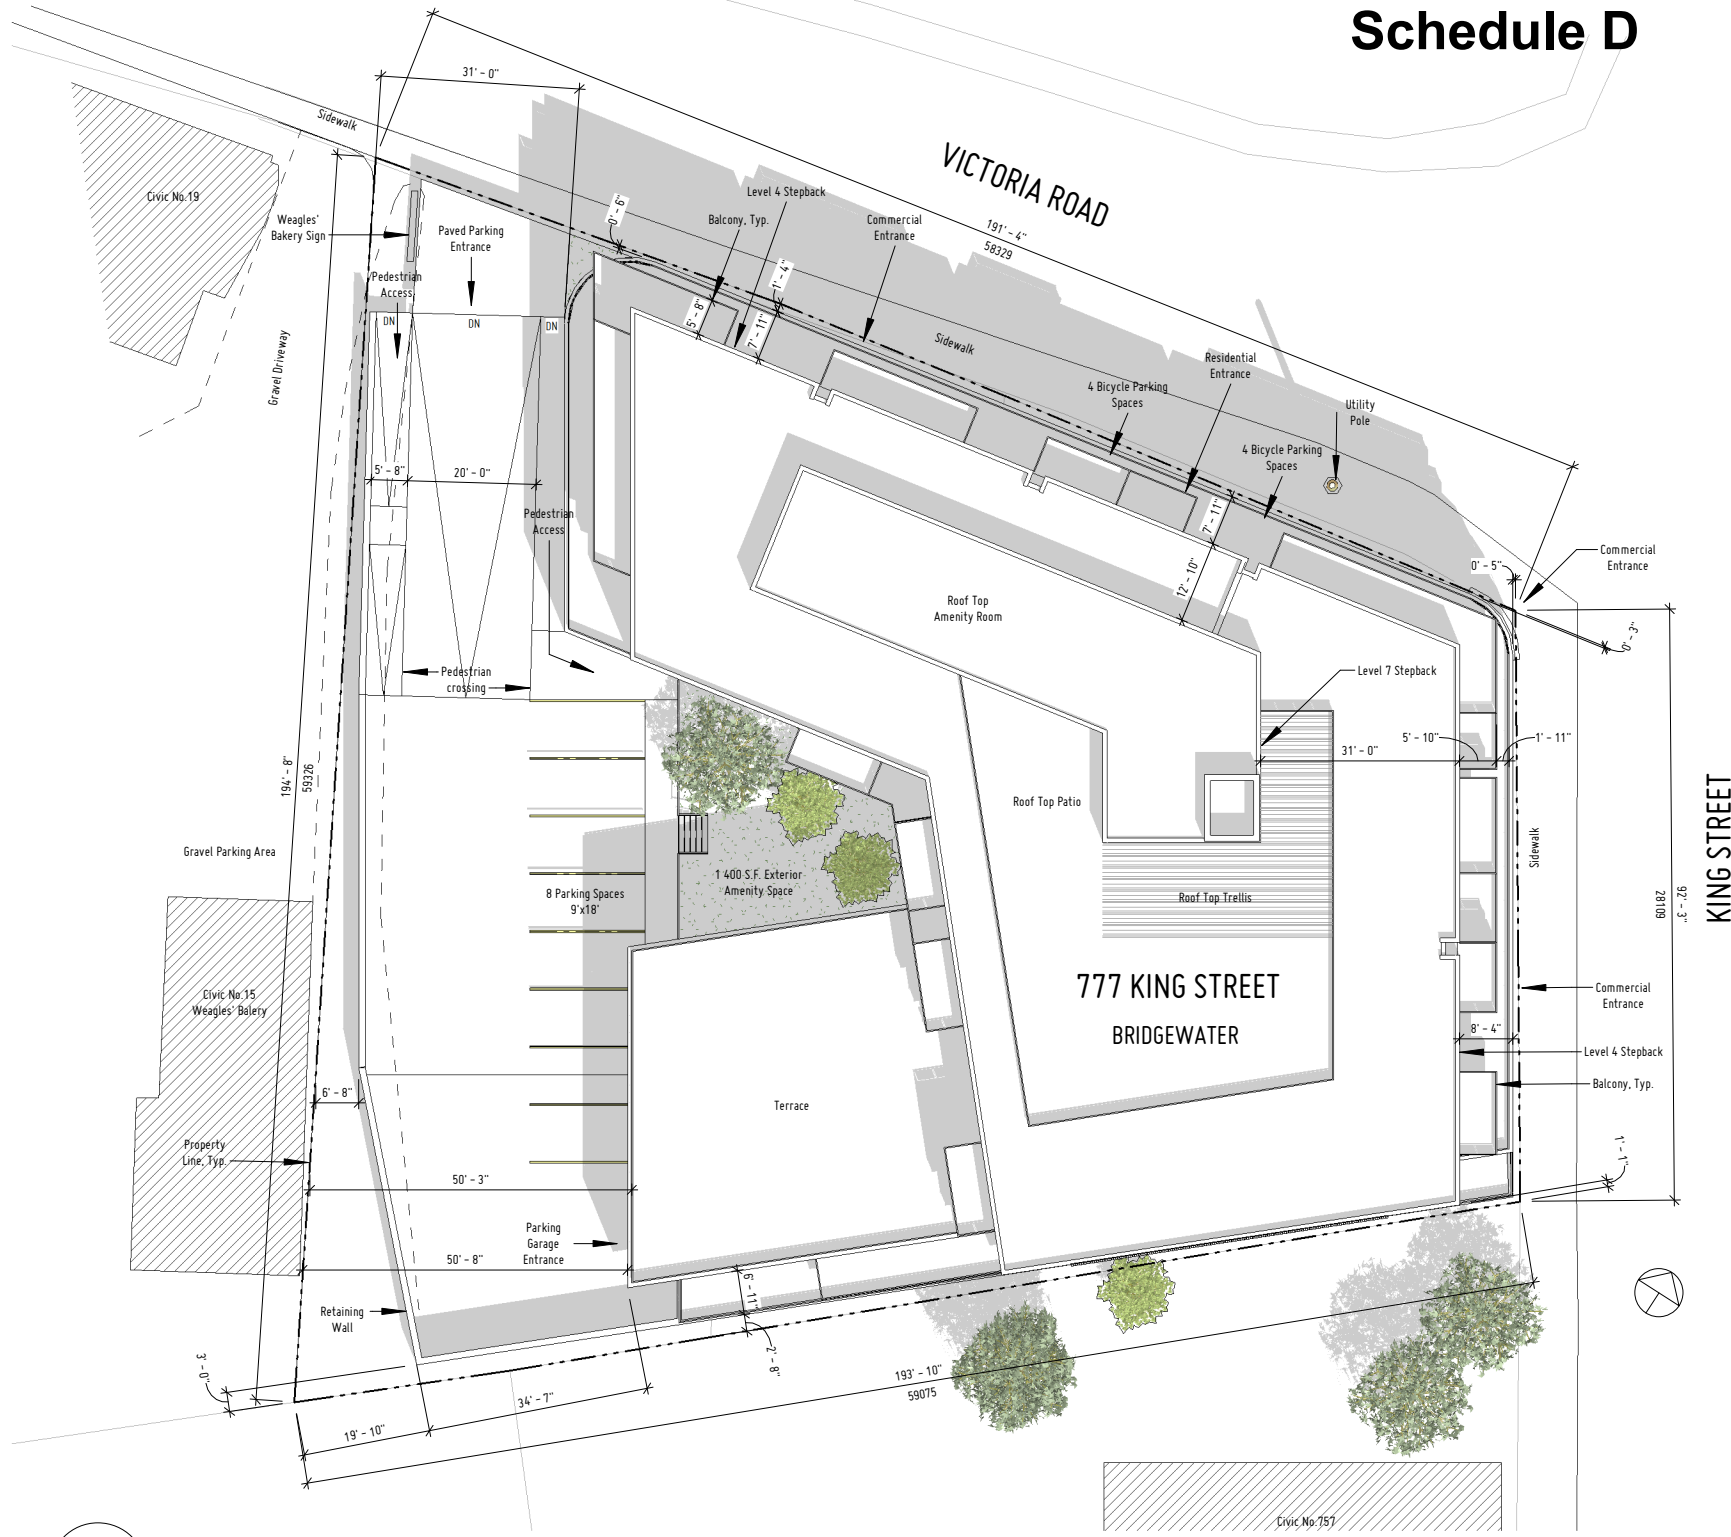 Schedule D
31' - 0"
Sidewalk
VICTORIA ROAD
191' - 4"
58329
Civic No.19
Weagles'
Bakery Sign
Paved Parking
Entrance
0' - 6"
Level 4 Stepback
Balcony, Typ.
Commercial
Entrance
Pedestrian
Access
DN
DN
DN
5' - 8"
1' - 4"
7' - 11"
Gravel Driveway
Sidewalk
Residential
Entrance
4 Bicycle Parking
Spaces
Utility
Pole
4 Bicycle Parking
Spaces
5' - 8"
20' - 0"
Pedestrian
Access
7' - 11"
12' - 10"
0' - 5"
Commercial
Entrance
0' - 3"
Roof Top
Amenity Room
Pedestrian
crossing
Level 7 Stepback
31' - 0"
5' - 10"
1' - 11"
194' - 8"
59326
Roof Top Patio
Gravel Parking Area
8 Parking Spaces
9'x18'
1 400 S.F. Exterior
Amenity Space
Roof Top Trellis
Sidewalk
92' - 3"
28109
KING STREET
777 KING STREET
BRIDGEWATER
Civic No.15
Weagles' Balery
Commercial
Entrance
8' - 4"
Level 4 Stepback
Balcony, Typ.
6' - 8"
Terrace
Property
Line, Typ.
1' - 1"
50' - 3"
Parking
Garage
Entrance
50' - 8"
6' - 11"
Retaining
Wall
2' - 8"
3' - 0"
193' - 10"
59075
34' - 7"
19' - 10"
Civic No.757